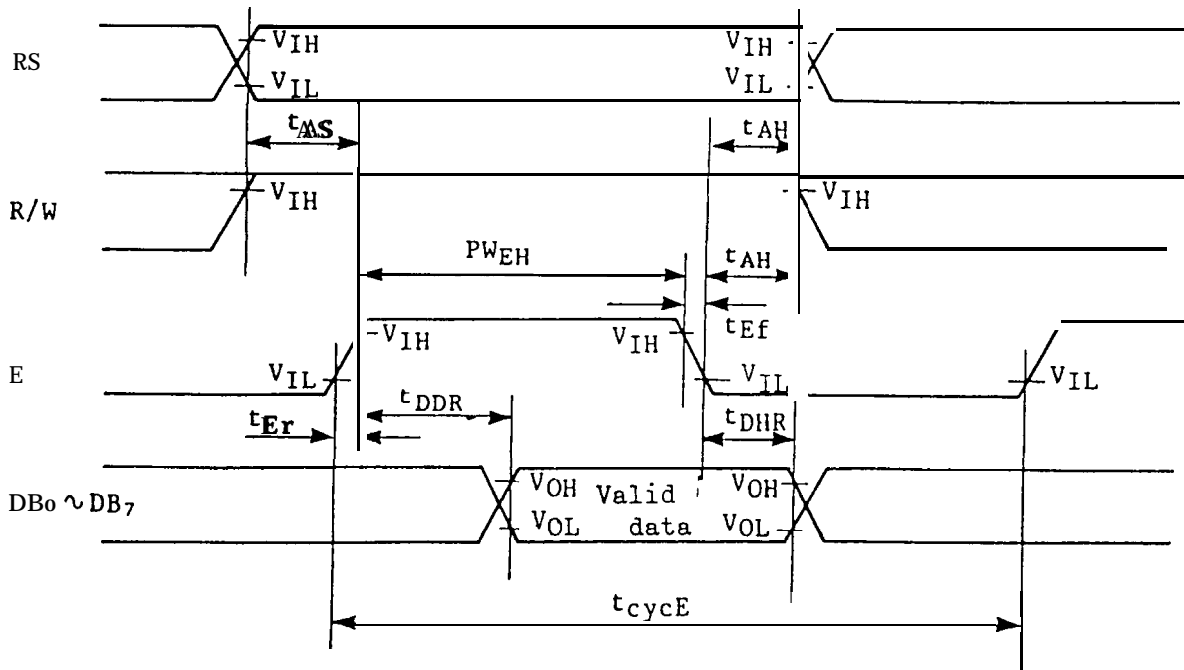 RS
VIH
VIL
VIH
VIL
tAS
tAH
R/W
VIH
VIH
PWEH
tAH
tEf
E
VIL
VIH
VIH
VIL
VIL
tEr
tDDR
tDHR
DB0 ~ DB7
VOH
VOL
Valid
data
VOH
VOL
tcycE